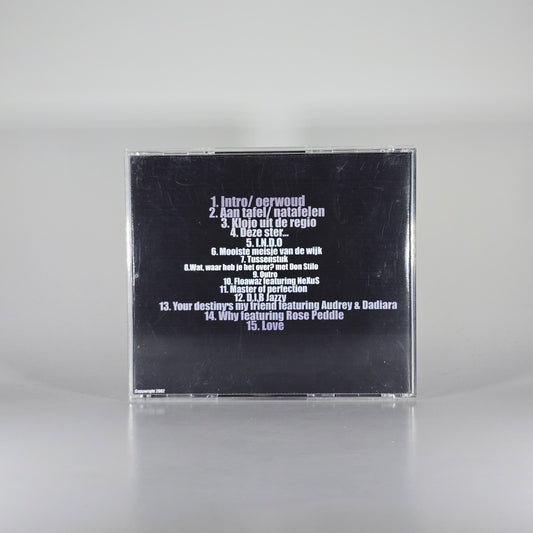 1. Intro/ oerwoud
2. Aan tafel/ natafelen
3. Klojo uit de regio
4. Deze ster...
5. I.N.D.O
6. Mooiste meisje van de wijk
7. Tussenstuk
8.Wat, waar heb je het over? met Don Stilo
9. Outro
10. Floawaz featuring NeXuS
11. Master of perfection
12. D.I.B Jazzy
13. Your destiny's my friend featuring Audrey & Dadiara
14. Why featuring Rose Peddle
15. Love
Copywright 2002